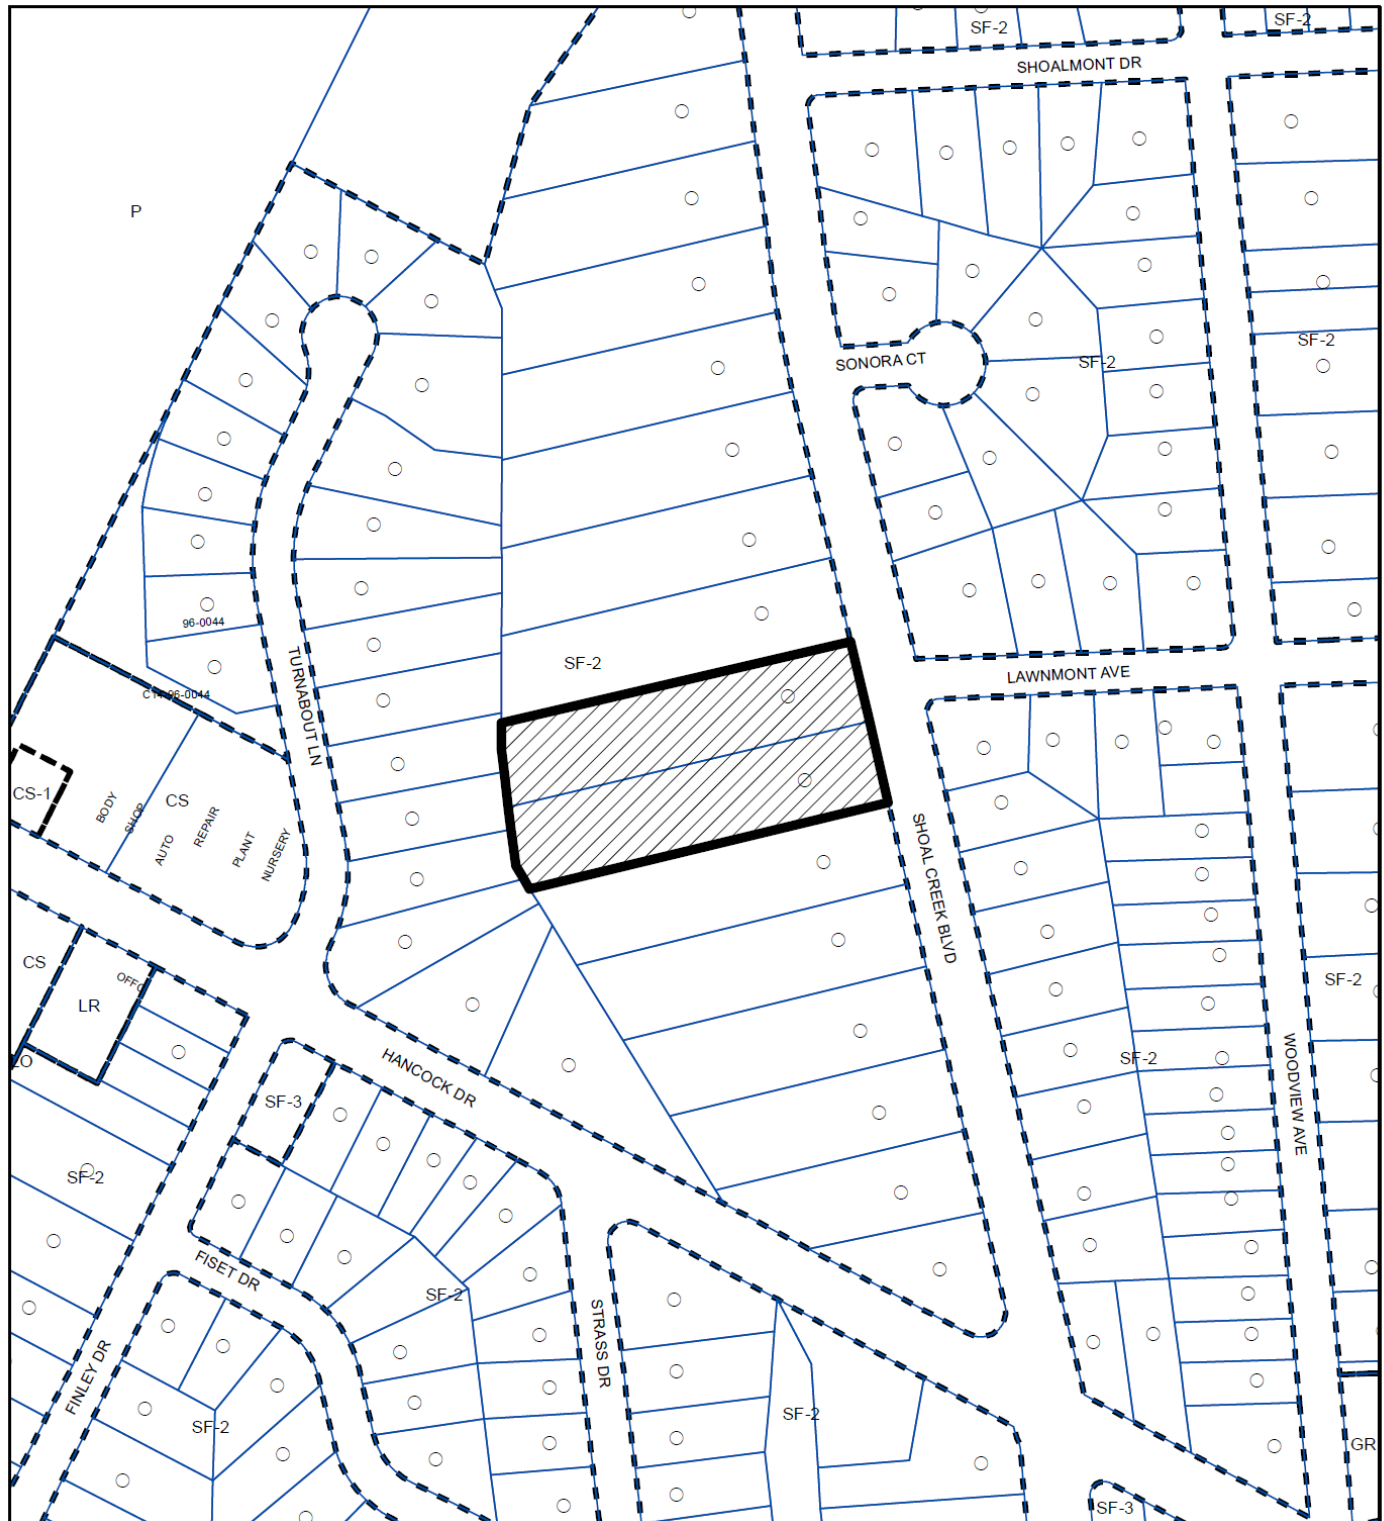 SF-2
SF-2
SHOALMONT DR
P
SF-2
SONORA CT
SF-2
96-0044
SF-2
TURNABOUT LN
LAWNMONT AVE
C14-96-0044
CS-1
BODY
SHOP
CS
AUTO
REPAIR
PLANT
NURSERY
SHOAL CREEK BLVD
CS
OFFC
LR
SF-2
LO
HANCOCK DR
SF-2
WOODVIEW AVE
SF-3
SF-2
FISET DR
SF-2
STRASS DR
FINLEY DR
SF-2
SF-2
GR
SF-3